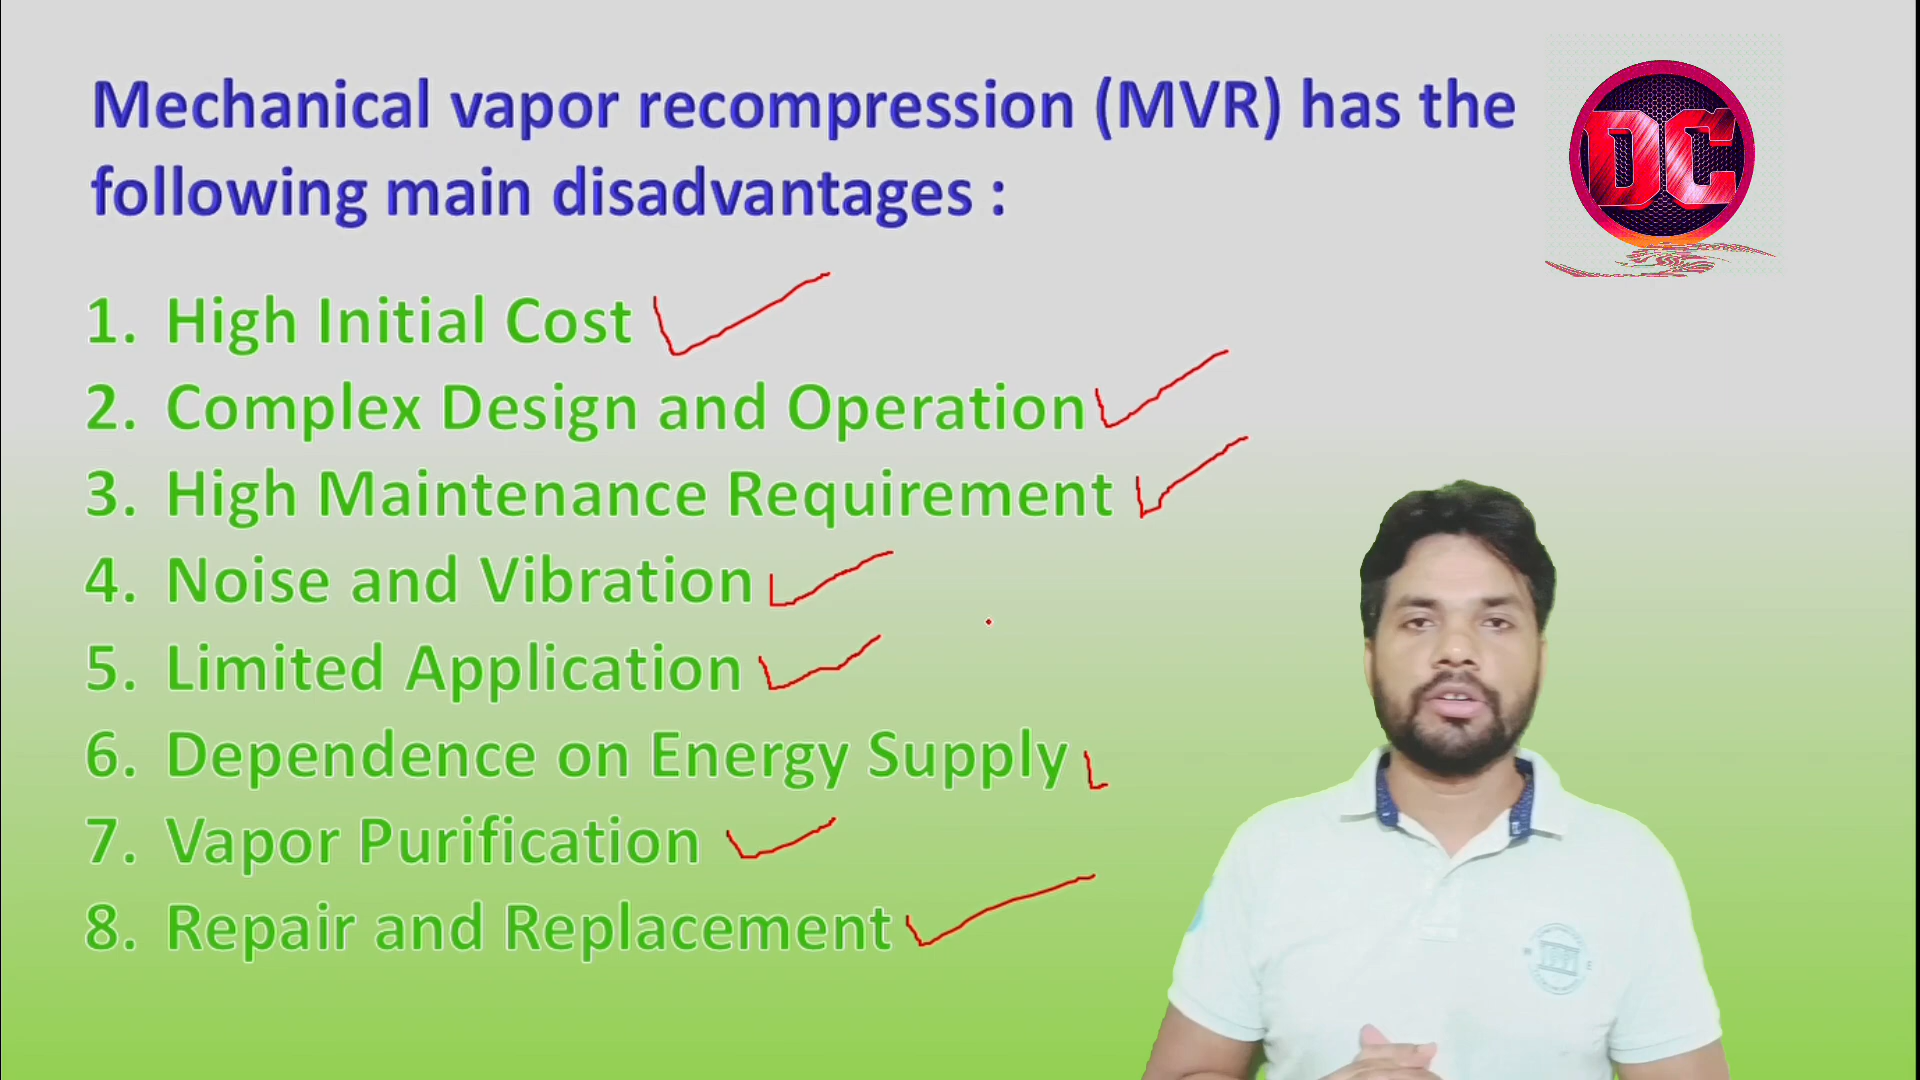 Mechanical vapor recompression (MVR) has the
following main disadvantages :
DC
1. High Initial Cost
2. Complex Design and Operation
3. High Maintenance Requirement
4. Noise and Vibration
5. Limited Application
6. Dependence on Energy Supply
7. Vapor Purification
8. Repair and Replacement